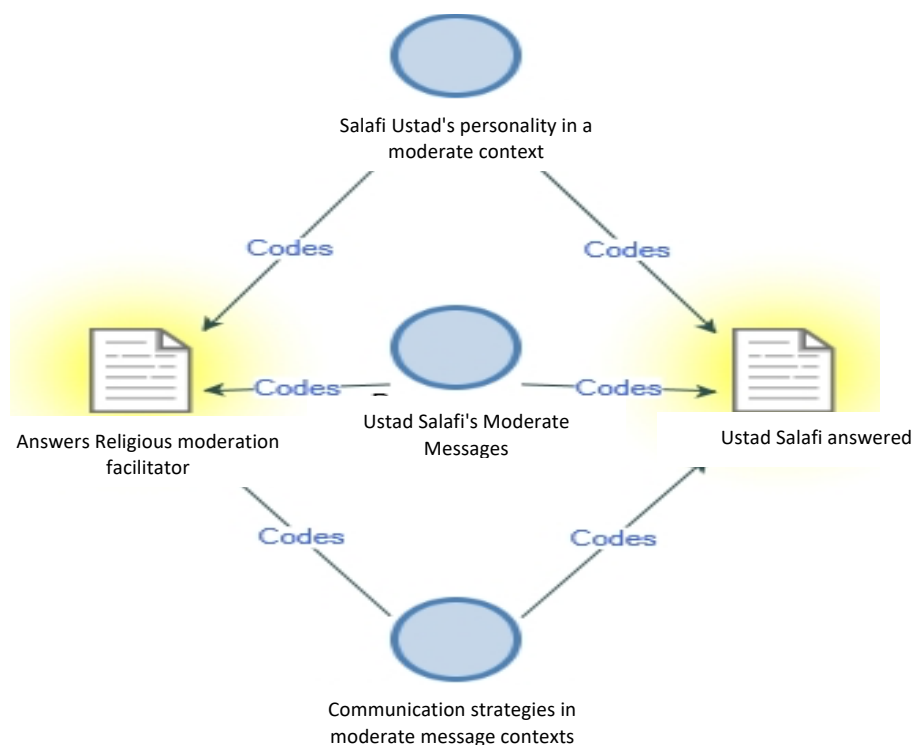 Salafi Ustad's personality in a
moderate context
Codes
Codes
Codes
Codes
Ustad Salafi's Moderate
Messages
Answers Religious moderation
facilitator
Ustad Salafi answered
Codes
Codes
Communication strategies in
moderate message contexts